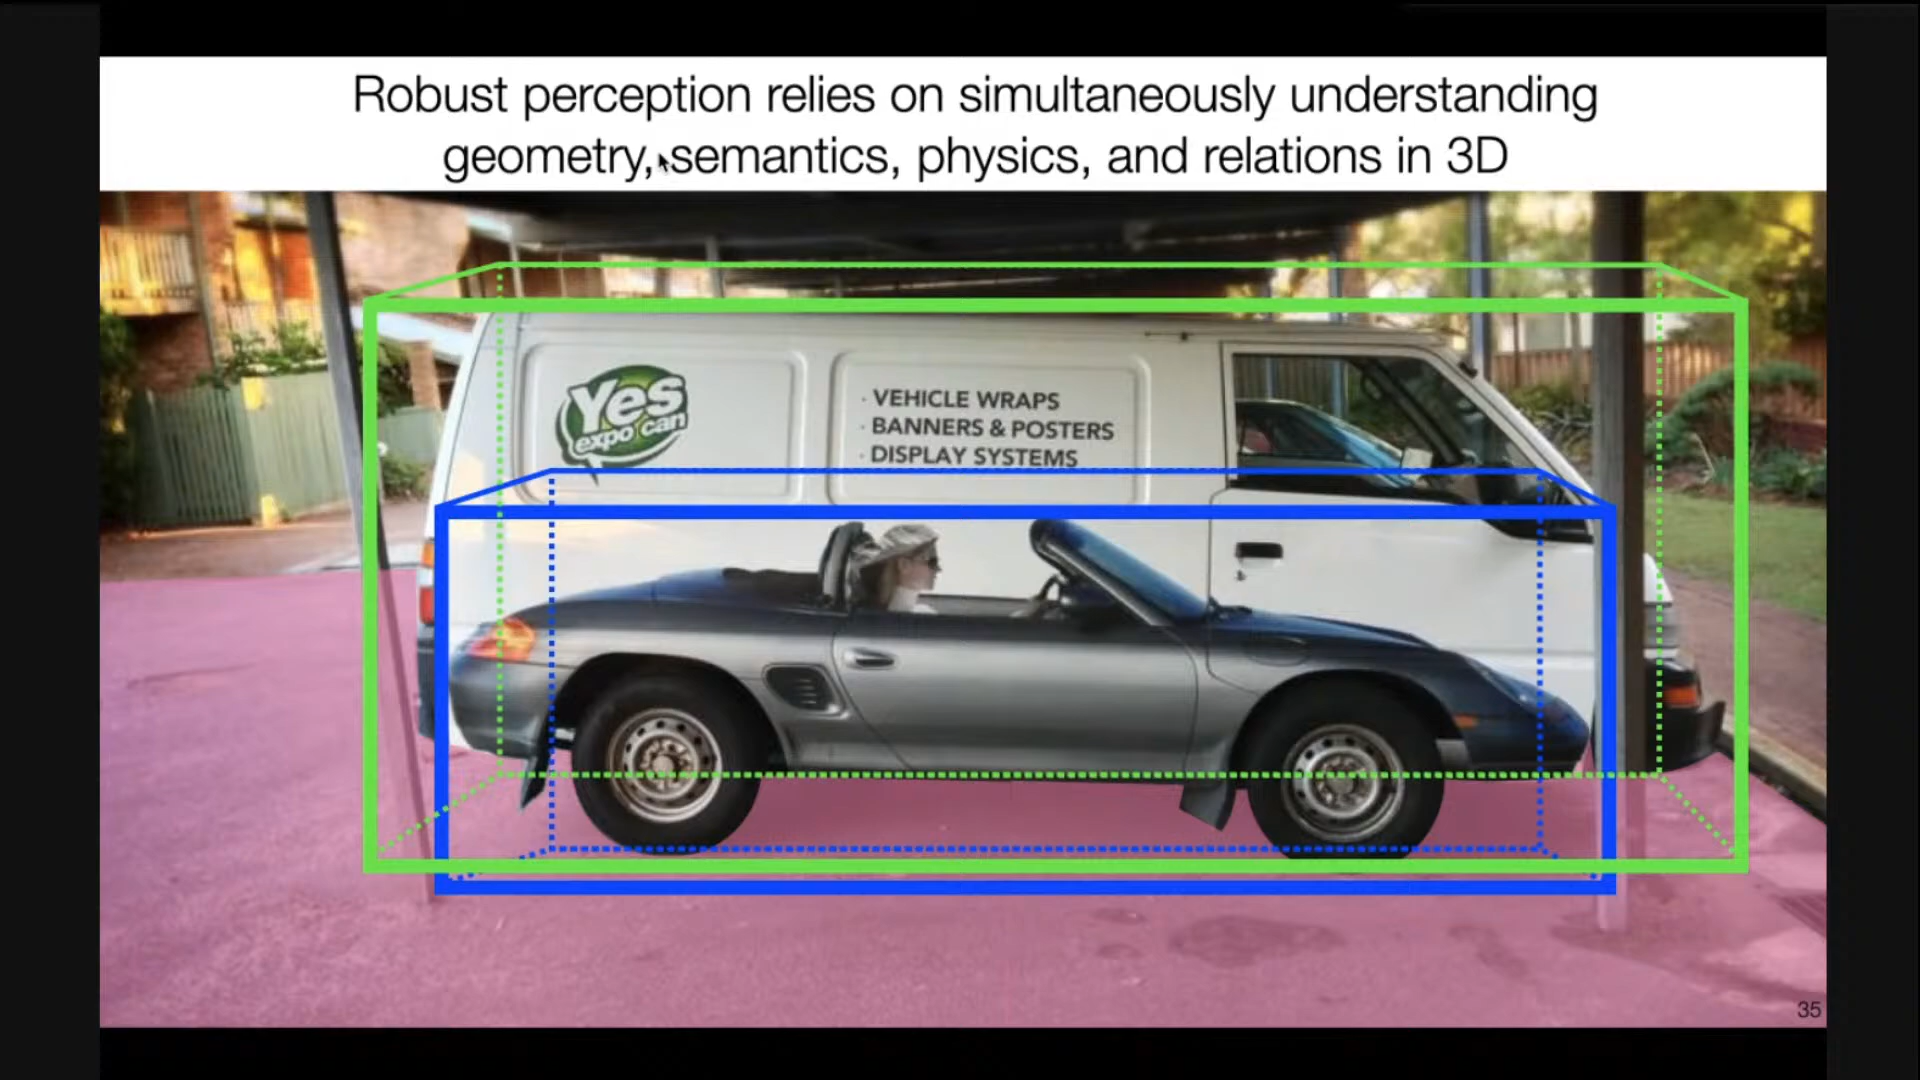 Robust perception relies on simultaneously understanding
geometry, semantics, physics, and relations in 3D
Yes
expo can
· VEHICLE WRAPS
· BANNERS & POSTERS
· DISPLAY SYSTEMS
35